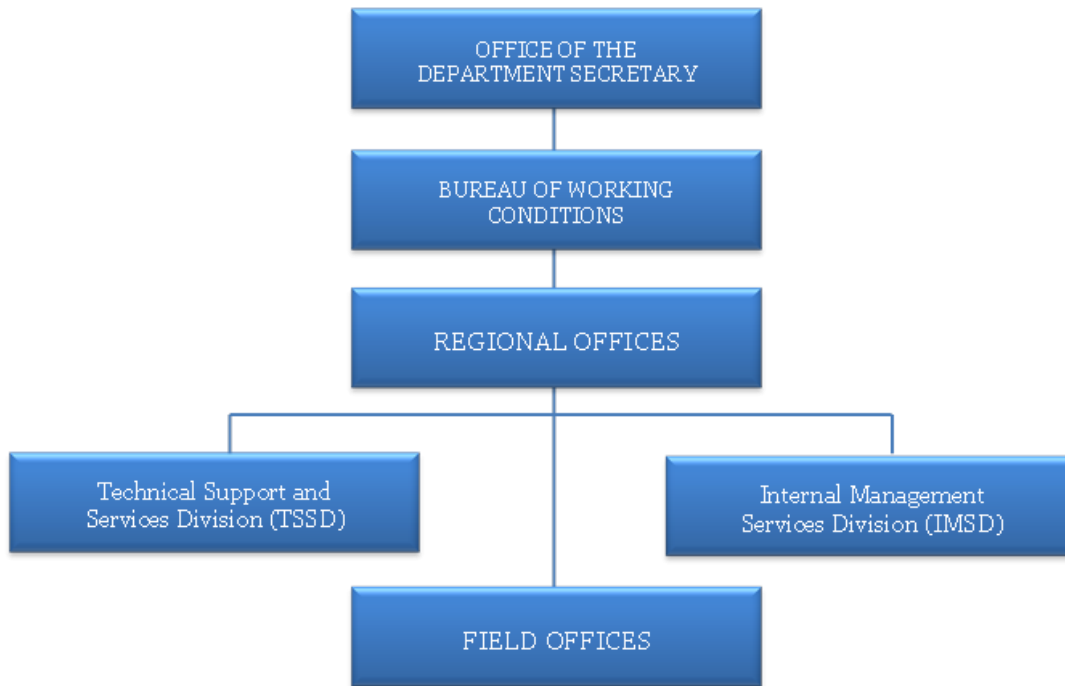 OFFICE OF THE
DEPARTMENT SECRETARY
BUREAU OF WORKING
CONDITIONS
REGIONAL OFFICES
Technical Support and
Services Division (TSSD)
Internal Management
Services Division (IMSD)
FIELD OFFICES